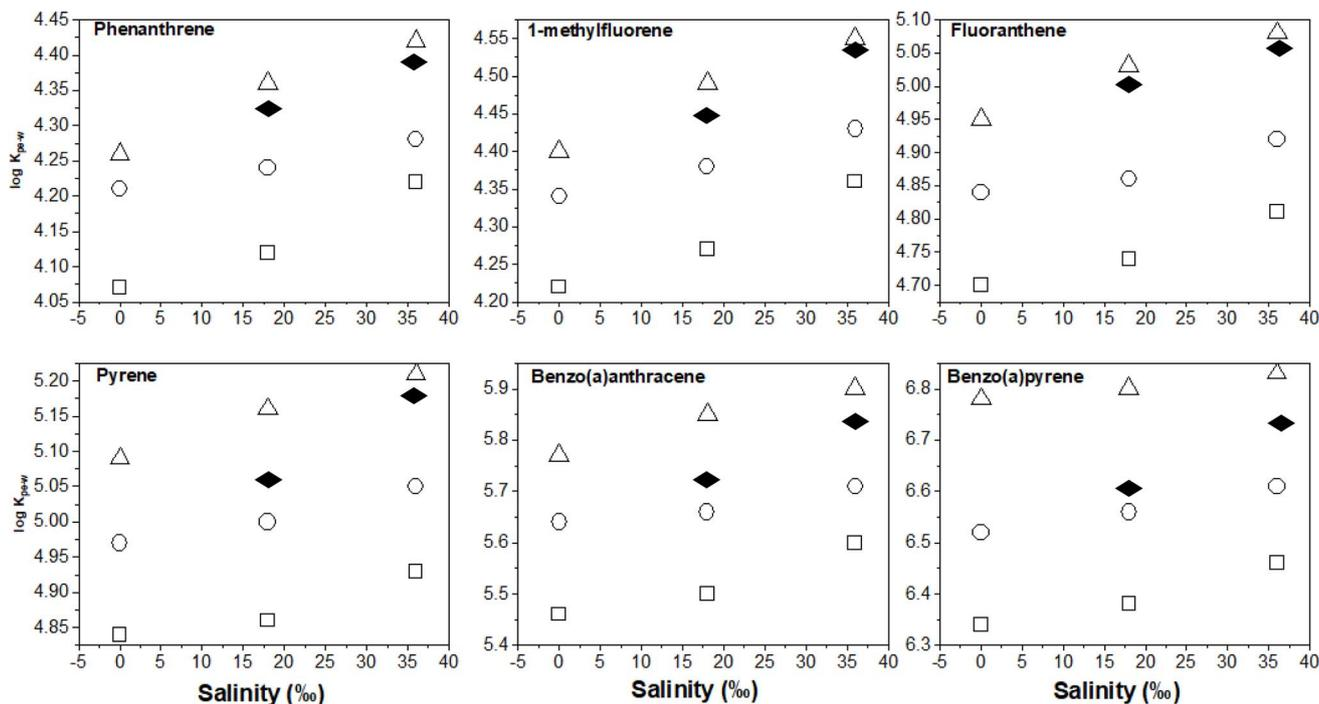 Phenanthrene
log Kpe-w
4.45
4.40
4.35
4.30
4.25
4.20
4.15
4.10
4.05
-5 0 5 10 15 20 25 30 35 40
1-methylfluorene
4.55
4.50
4.45
4.40
4.35
4.30
4.25
4.20
-5 0 5 10 15 20 25 30 35 40
Fluoranthene
5.10
5.05
5.00
4.95
4.90
4.85
4.80
4.75
4.70
-5 0 5 10 15 20 25 30 35 40
Pyrene
log Kpe-w
5.20
5.15
5.10
5.05
5.00
4.95
4.90
4.85
-5 0 5 10 15 20 25 30 35 40
Salinity (‰)
Benzo(a)anthracene
5.9
5.8
5.7
5.6
5.5
5.4
-5 0 5 10 15 20 25 30 35 40
Salinity (‰)
Benzo(a)pyrene
6.8
6.7
6.6
6.5
6.4
6.3
-5 0 5 10 15 20 25 30 35 40
Salinity (‰)